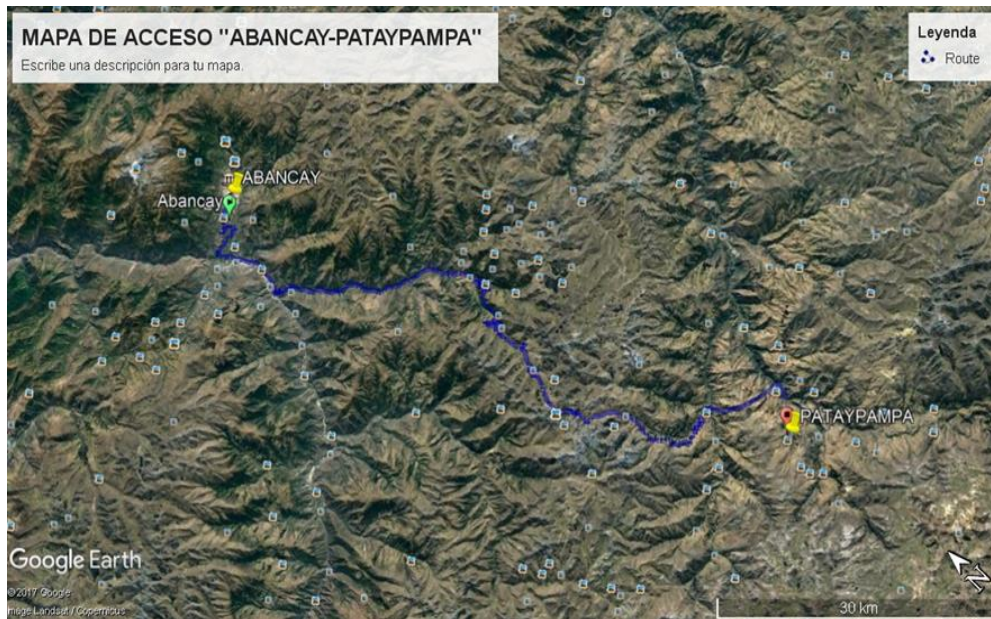 MAPA DE ACCESO "ABANCAY-PATAYPAMPA"
Escribe una descripción para tu mapa.
Leyenda
Route
ABANCAY
Abancay
PATAYPAMPA
Google Earth
© 2017 Google
Image Landsat / Copernicus
N
30 km